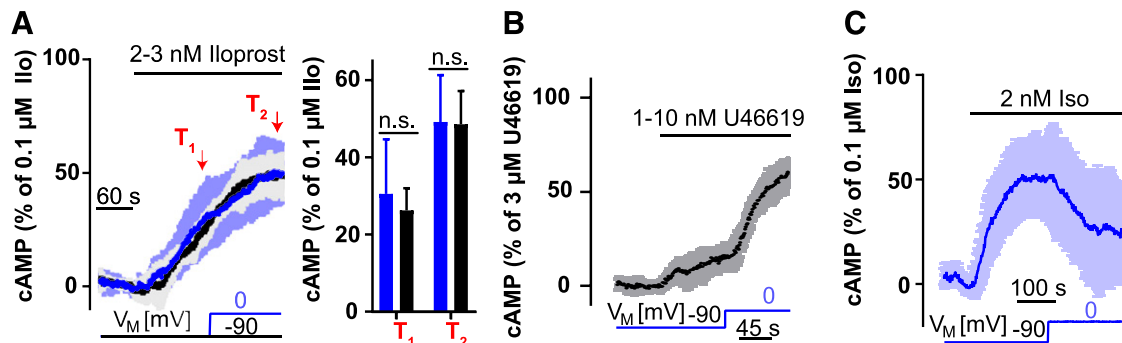 A
2-3 nM Iloprost
cAMP (% of 0.1 µM Ilo)
100
50
0
T1
T2
60 s
0
VM [mV]
-90
60
40
20
0
cAMP (% of 0.1 µM Ilo)
n.s.
n.s.
T1
T2
B
cAMP (% of 3 µM U46619)
100
50
0
1-10 nM U46619
0
VM [mV] -90
45 s
C
cAMP (% of 0.1 µM Iso)
100
50
0
2 nM Iso
100 s
VM [mV]
-90
0